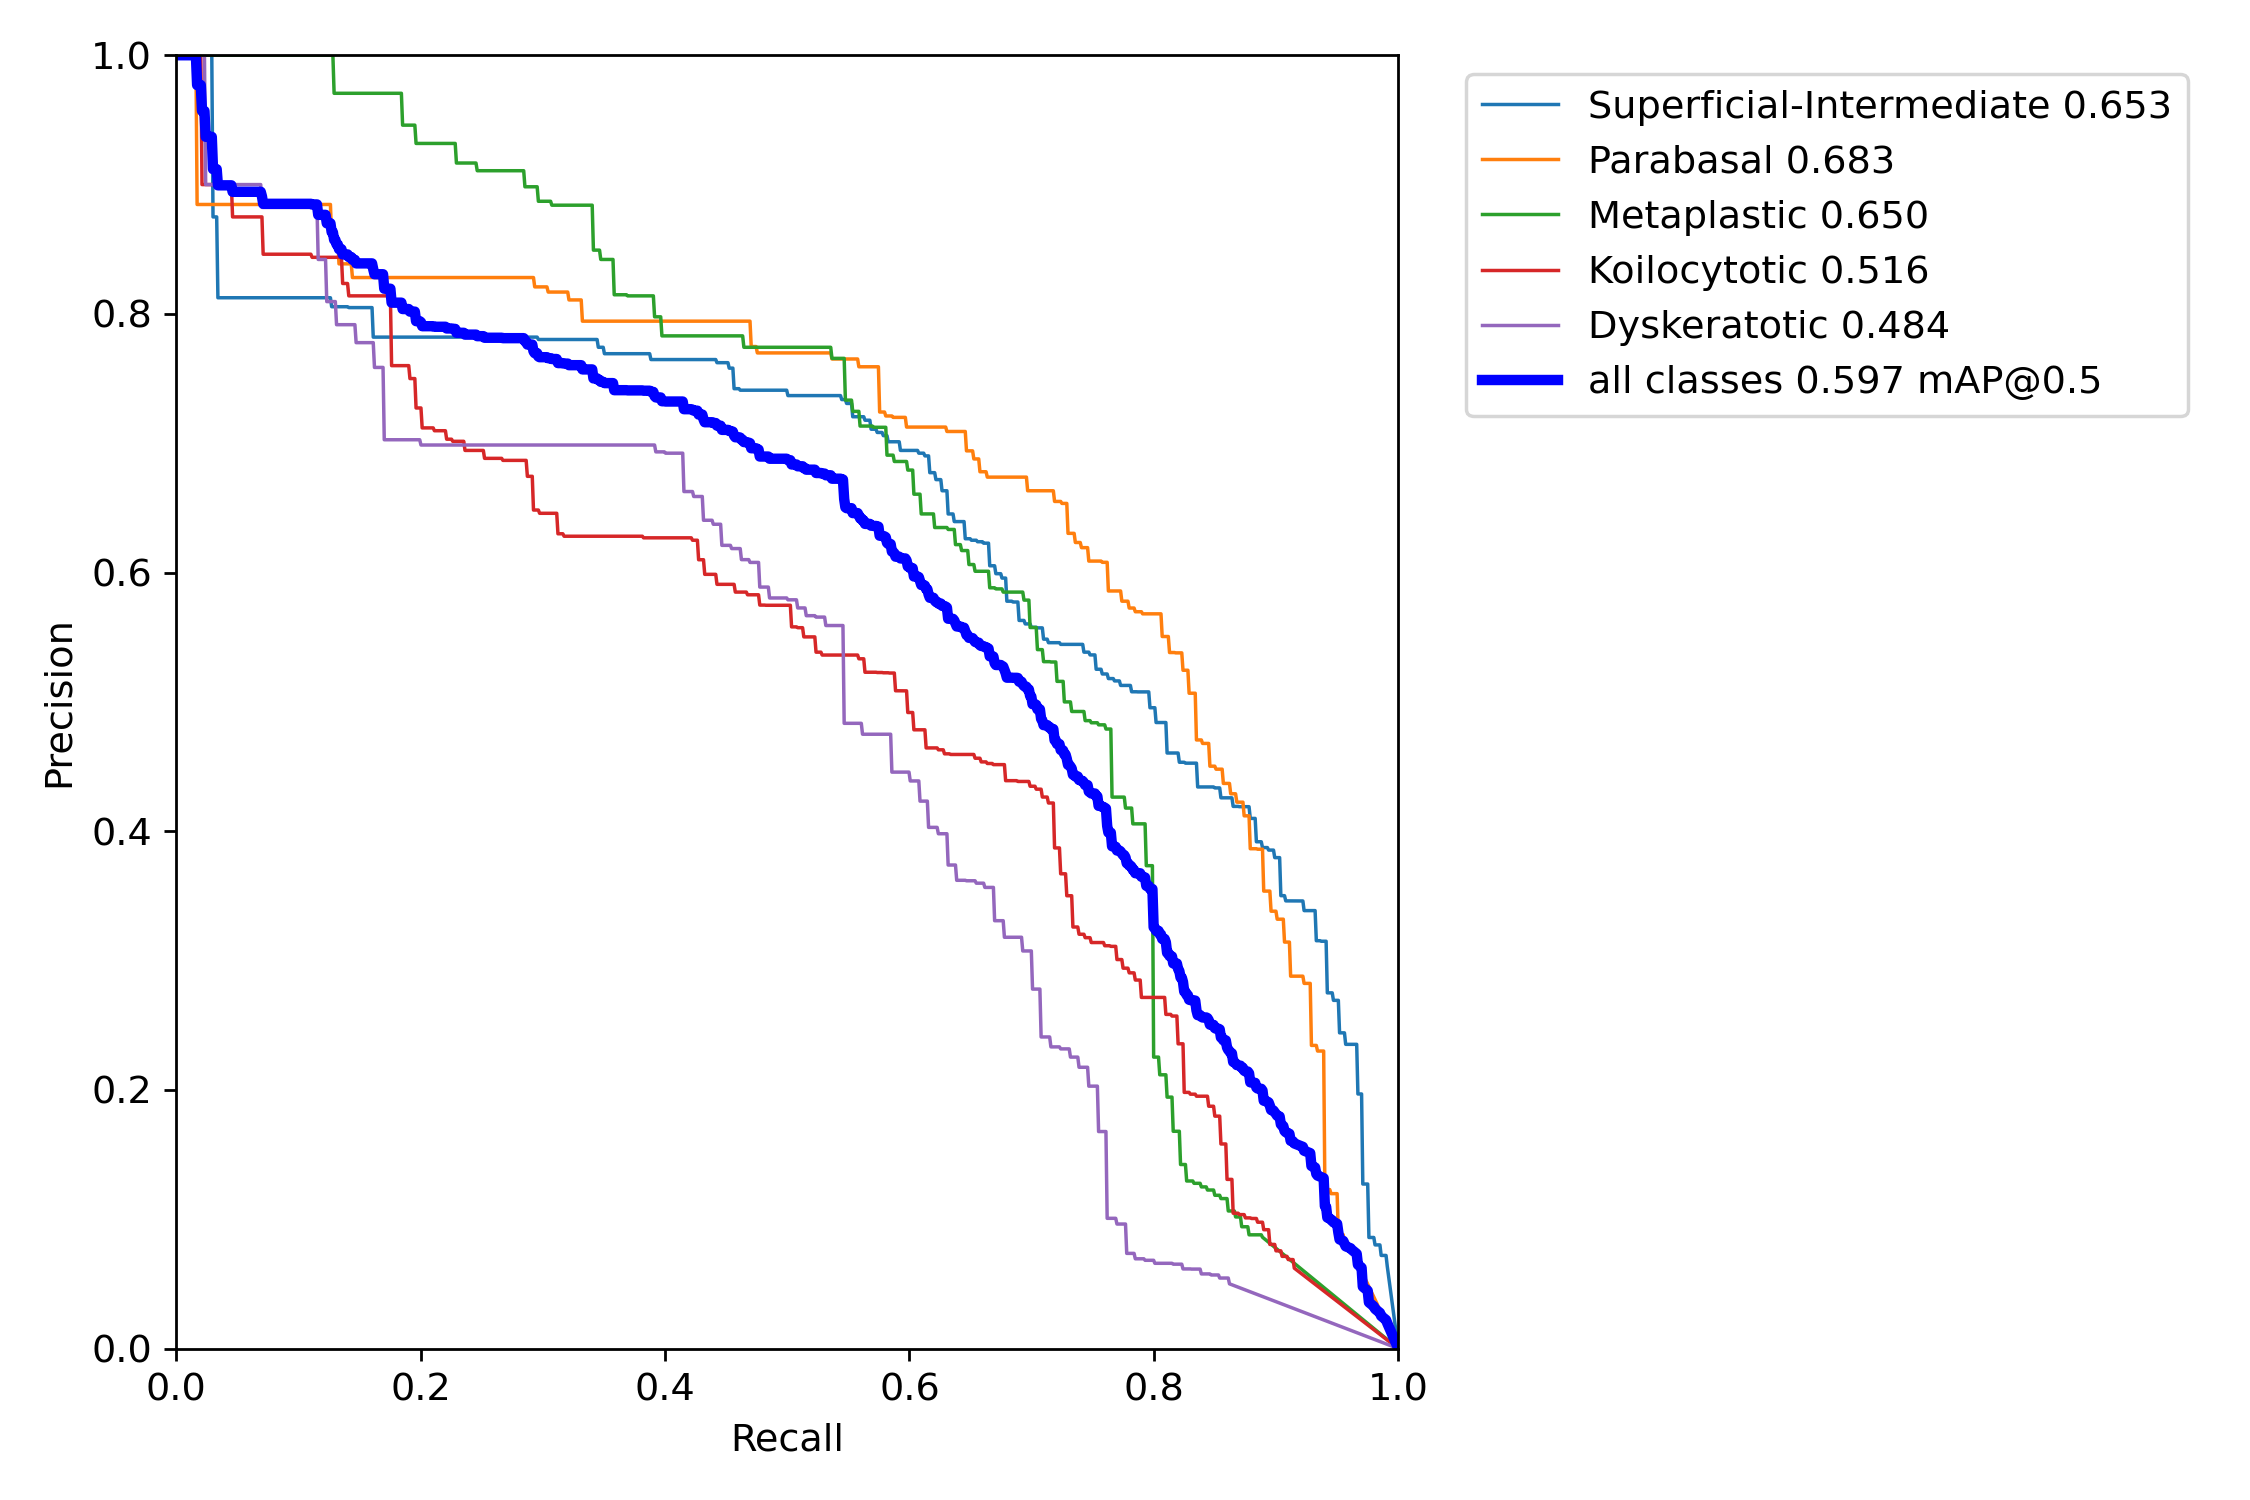 1.0
0.8
0.6
0.4
0.2
0.0
Precision
0.0 0.2 0.4 0.6 0.8 1.0
Recall
Superficial-Intermediate 0.653
Parabasal 0.683
Metaplastic 0.650
Koilocytotic 0.516
Dyskeratotic 0.484
all classes 0.597 mAP@0.5